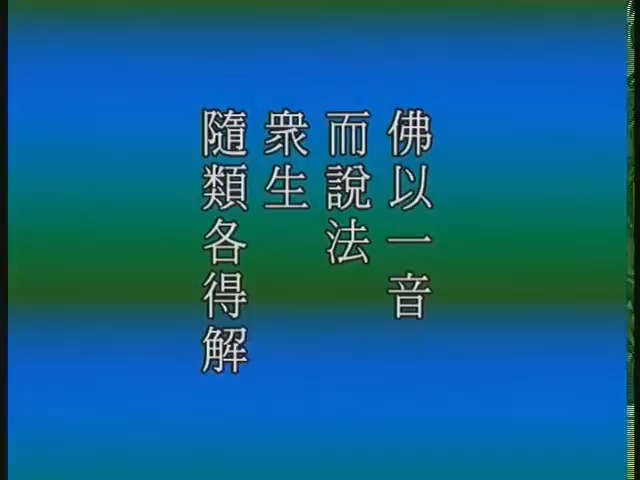 佛以一音
而說法
衆生
隨類各得解